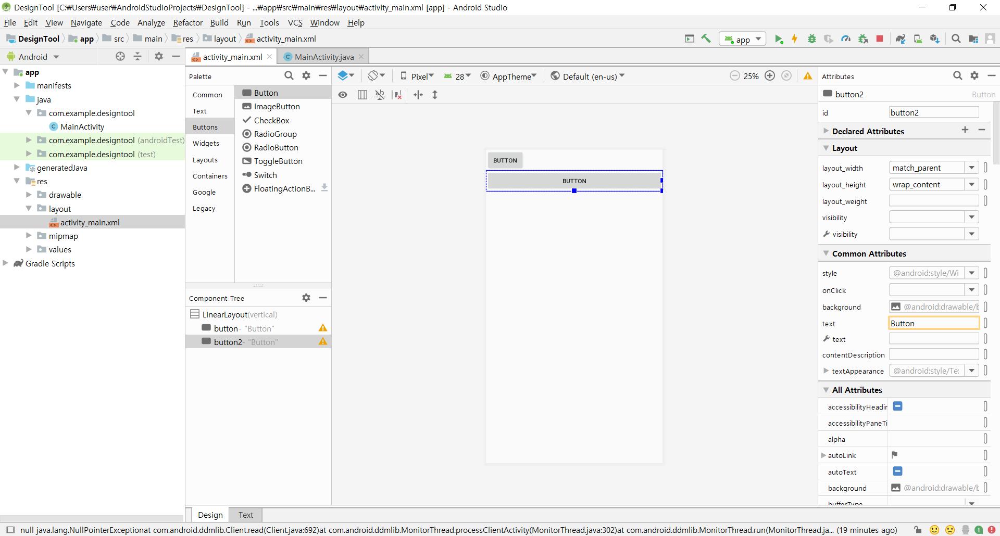 DesignTool [C:₩Users₩user₩AndroidStudioProjects₩DesignTool] - ...₩app₩src₩main₩res₩layout₩activity_main.xml [app] - Android Studio
File Edit View Navigate Code Analyze Refactor Build Run Tools VCS Window Help
DesignTool app src main res layout activity_main.xml
app
Android
activity_main.xml
MainActivity.java
app
manifests
java
com.example.designtool
MainActivity
com.example.designtool (androidTest)
com.example.designtool (test)
generatedJava
res
drawable
layout
activity_main.xml
mipmap
values
Gradle Scripts
Palette
Common
Text
Buttons
Widgets
Layouts
Containers
Google
Legacy
Button
ImageButton
CheckBox
RadioGroup
RadioButton
ToggleButton
Switch
FloatingActionB...
Component Tree
LinearLayout(vertical)
button- "Button"
button2- "Button"
Pixel 28 AppTheme Default (en-us) 25%
BUTTON
BUTTON
Attributes
button2 Button
id button2
Declared Attributes
Layout
layout_width match_parent
layout_height wrap_content
layout_weight
visibility
visibility
Common Attributes
style @android:style/Wi
onClick
background @android:drawable/b
text Button
text
contentDescription
textAppearance @android:style/Te:
All Attributes
accessibilityHeadin
accessibilityPaneTi
alpha
autoLink
autoText
background @android:drawable/b
bufferType
Design Text
null java.lang.NullPointerExceptionat com.android.ddmlib.Client.read(Client.java:692)at com.android.ddmlib.MonitorThread.processClientActivity(MonitorThread.java:302)at com.android.ddmlib.MonitorThread.run(MonitorThread.ja... (19 minutes ago) 1